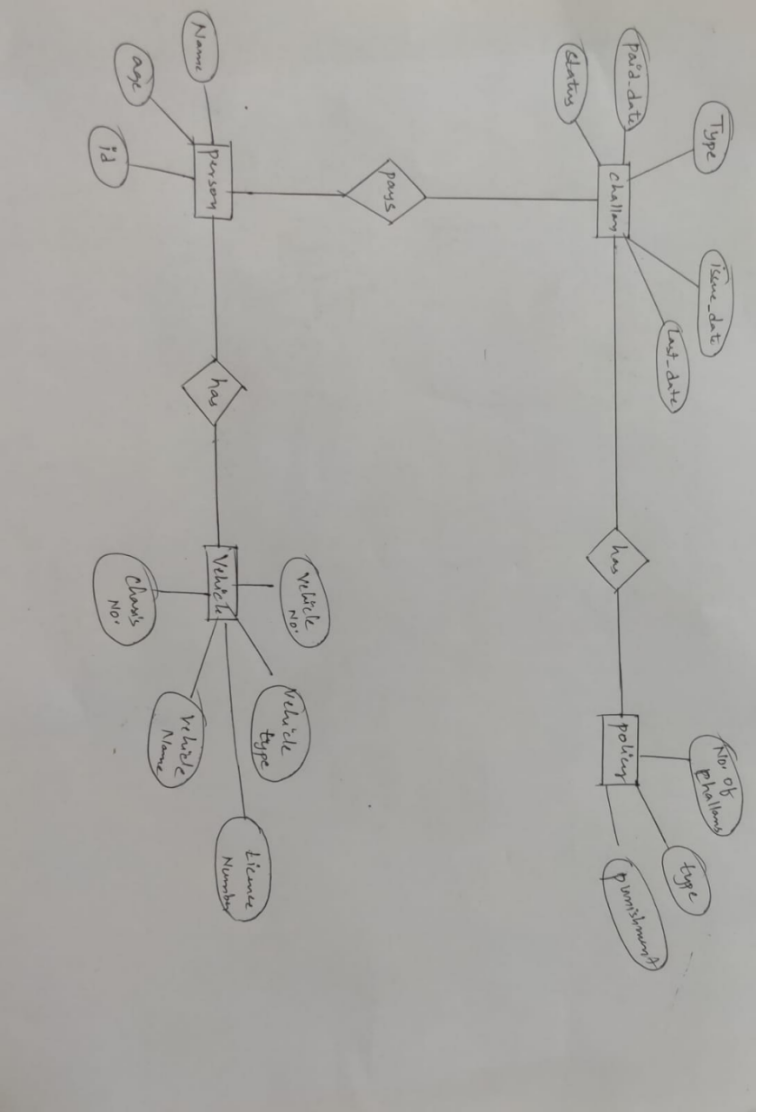 Type
issue_date
last_date
paid_date
status
challan
No. of
challans
type
punishment
policy
has
pays
Name
age
id
person
has
Vehicle
No.
Vehicle
type
Licence
Number
Vehicle
Name
Chasis
No.
Vehicle